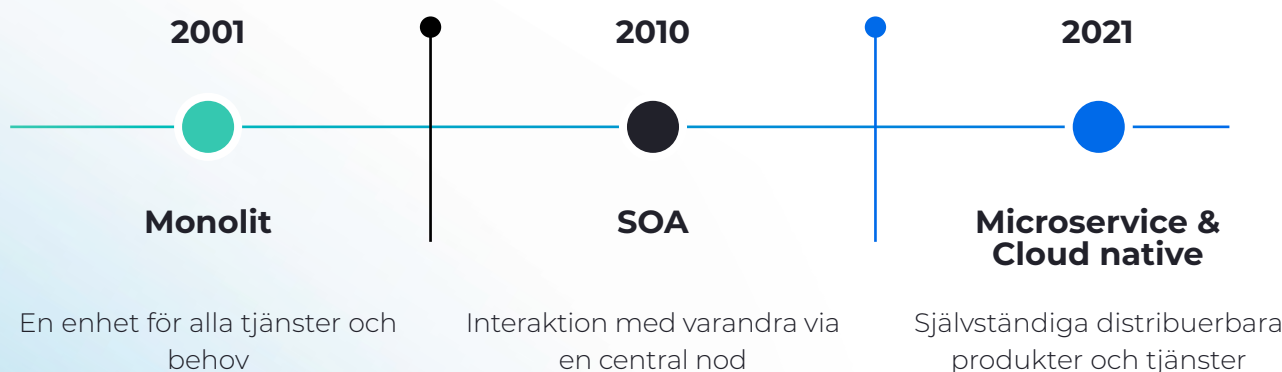 2001
Monolit
En enhet för alla tjänster och
behov
2010
SOA
Interaktion med varandra via
en central nod
2021
Microservice &
Cloud native
Självständiga distribuerbara
produkter och tjänster